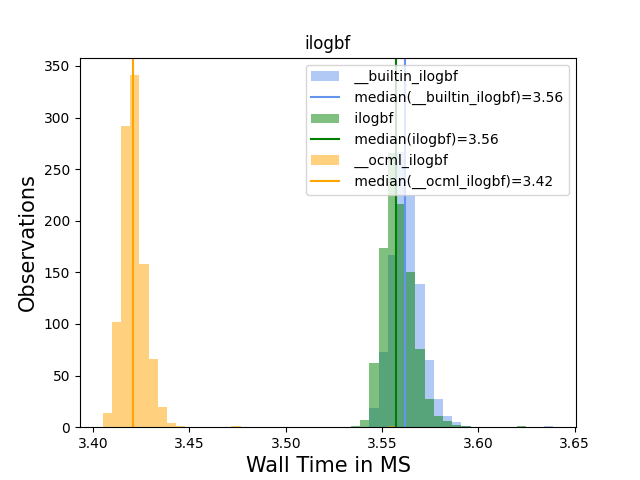 ilogbf
350
300
250
200
150
100
50
0
Observations
__builtin_ilogbf
median(__builtin_ilogbf)=3.56
ilogbf
median(ilogbf)=3.56
__ocml_ilogbf
median(__ocml_ilogbf)=3.42
3.40 3.45 3.50 3.55 3.60 3.65
Wall Time in MS